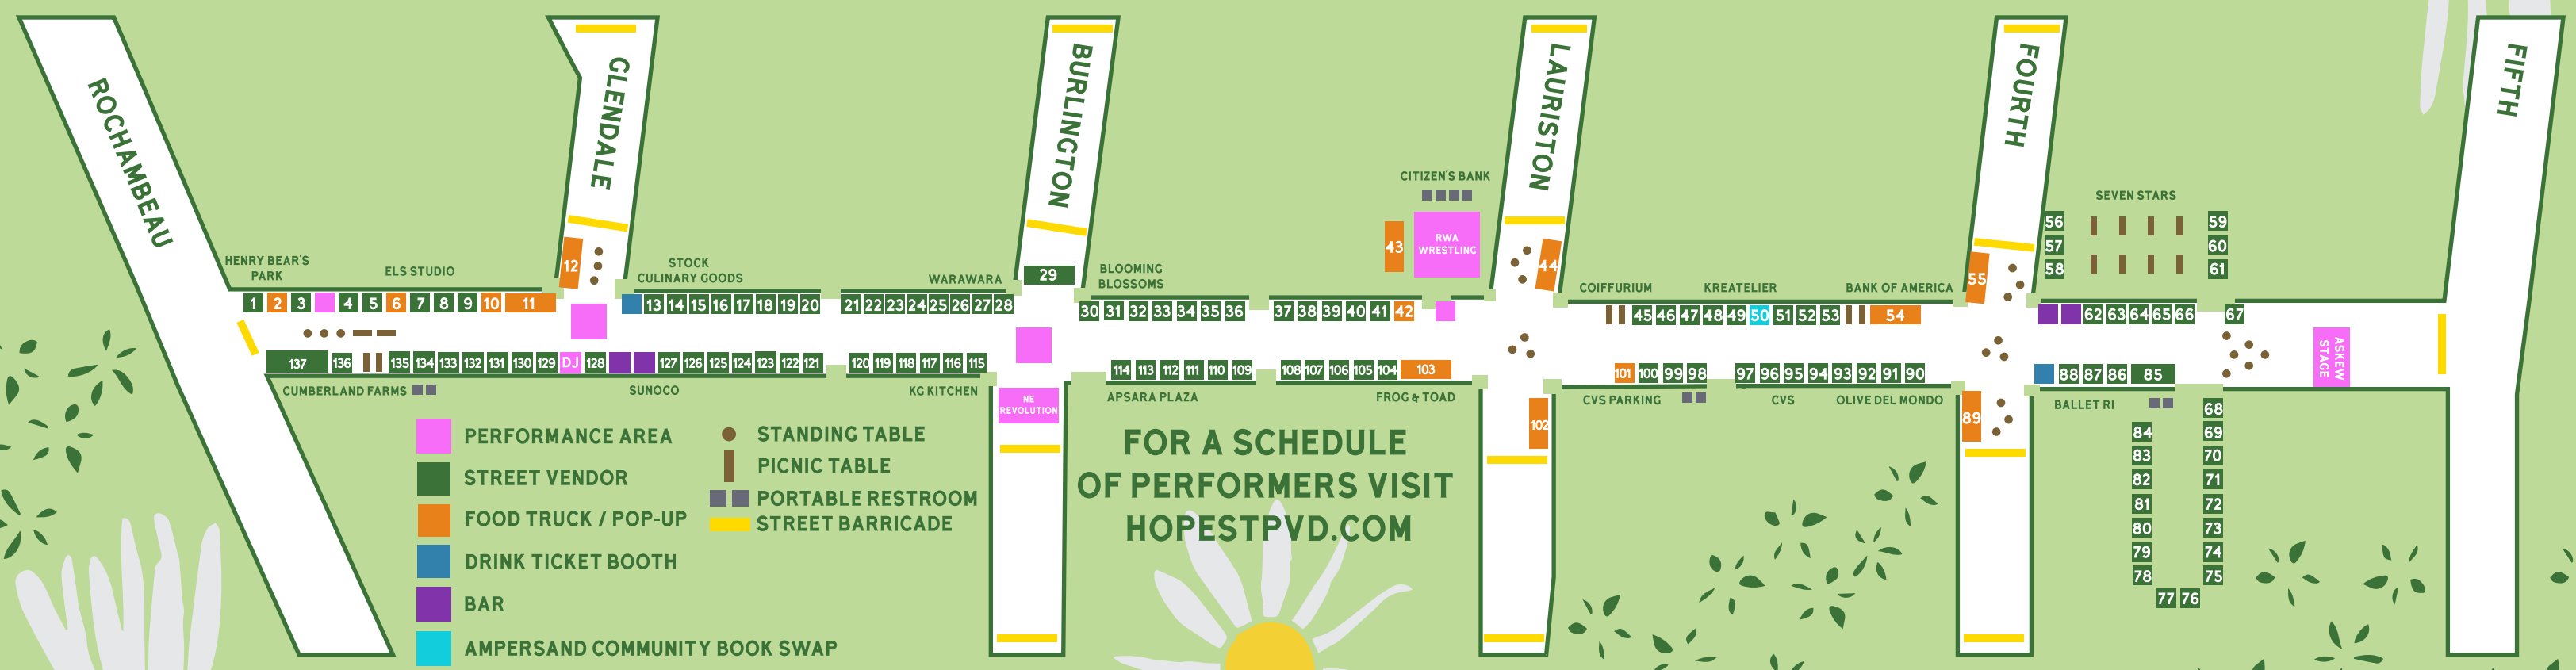 ROCHAMBEAU
GLENDALE
BURLINGTON
LAURISTON
FOURTH
FIFTH
CITIZEN'S BANK
SEVEN STARS
RWA
WRESTLING
43
44
12
55
56
57
58
59
60
61
HENRY BEAR'S
PARK
ELS STUDIO
STOCK
CULINARY GOODS
WARAWARA
29
BLOOMING
BLOSSOMS
COIFFURIUM
KREATELIER
BANK OF AMERICA
1 2 3 4 5 6 7 8 9 10 11
13 14 15 16 17 18 19 20
21 22 23 24 25 26 27 28
30 31 32 33 34 35 36
37 38 39 40 41 42
45 46 47 48 49 50 51 52 53 54
62 63 64 65 66 67
ASKEW
STAGE
137 136 135 134 133 132 131 130 129 DJ 128 127 126 125 124 123 122 121
120 119 118 117 116 115
114 113 112 111 110 109
108 107 106 105 104 103
101 100 99 98
97 96 95 94 93 92 91 90
88 87 86 85
CUMBERLAND FARMS
SUNOCO
KG KITCHEN
NE
REVOLUTION
APSARA PLAZA
FROG & TOAD
CVS PARKING
CVS
OLIVE DEL MONDO
BALLET RI
102
89
68
69
70
71
72
73
74
75
84
83
82
81
80
79
78
77 76
PERFORMANCE AREA
STREET VENDOR
FOOD TRUCK / POP-UP
DRINK TICKET BOOTH
BAR
AMPERSAND COMMUNITY BOOK SWAP
STANDING TABLE
PICNIC TABLE
PORTABLE RESTROOM
STREET BARRICADE
FOR A SCHEDULE
OF PERFORMERS VISIT
HOPESTPVD.COM